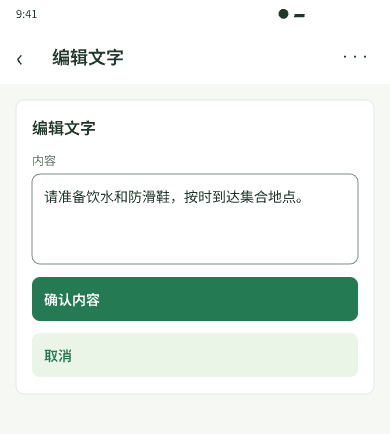 9:41
‹ 编辑文字 ···
编辑文字
内容
请准备饮水和防滑鞋，按时到达集合地点。
确认内容
取消